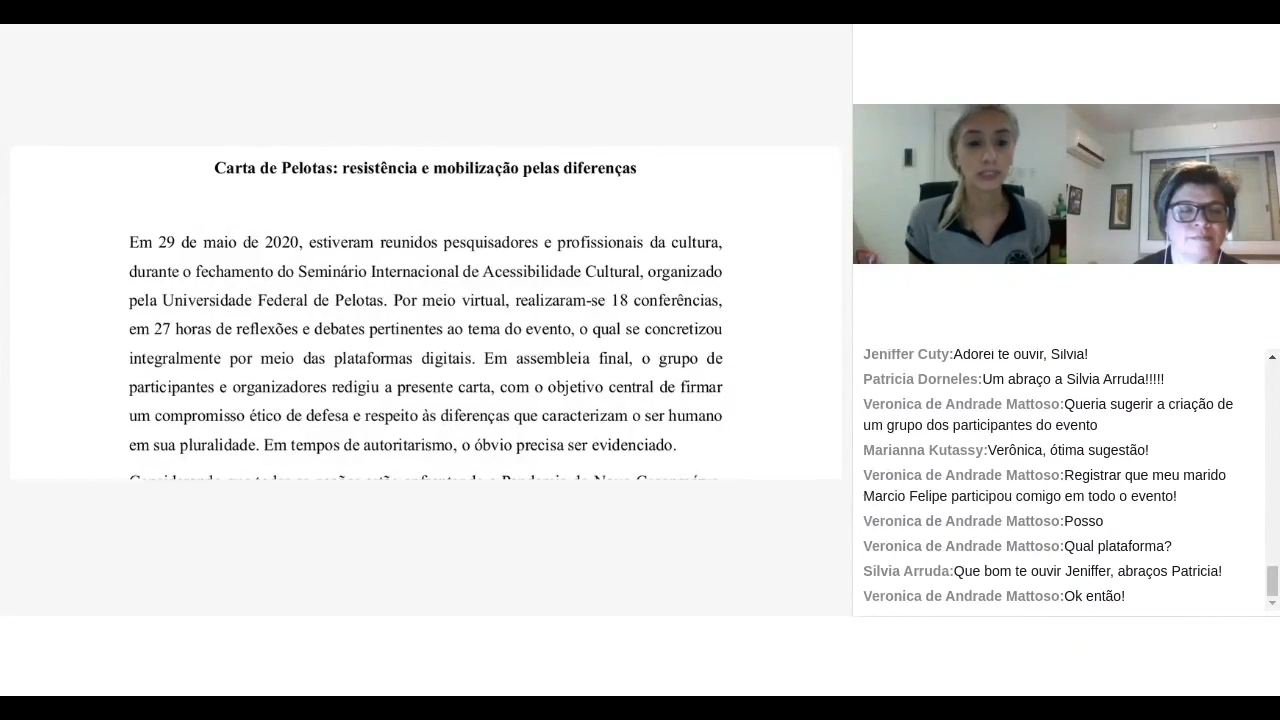 Carta de Pelotas: resistência e mobilização pelas diferenças
Em 29 de maio de 2020, estiveram reunidos pesquisadores e profissionais da cultura,
durante o fechamento do Seminário Internacional de Acessibilidade Cultural, organizado
pela Universidade Federal de Pelotas. Por meio virtual, realizaram-se 18 conferências,
em 27 horas de reflexões e debates pertinentes ao tema do evento, o qual se concretizou
integralmente por meio das plataformas digitais. Em assembleia final, o grupo de
participantes e organizadores redigiu a presente carta, com o objetivo central de firmar
um compromisso ético de defesa e respeito às diferenças que caracterizam o ser humano
em sua pluralidade. Em tempos de autoritarismo, o óbvio precisa ser evidenciado.
Jeniffer Cuty:Adorei te ouvir, Silvia!
Patricia Dorneles:Um abraço a Silvia Arruda!!!!!
Veronica de Andrade Mattoso:Queria sugerir a criação de
um grupo dos participantes do evento
Marianna Kutassy:Verônica, ótima sugestão!
Veronica de Andrade Mattoso:Registrar que meu marido
Marcio Felipe participou comigo em todo o evento!
Veronica de Andrade Mattoso:Posso
Veronica de Andrade Mattoso:Qual plataforma?
Silvia Arruda:Que bom te ouvir Jeniffer, abraços Patricia!
Veronica de Andrade Mattoso:Ok então!